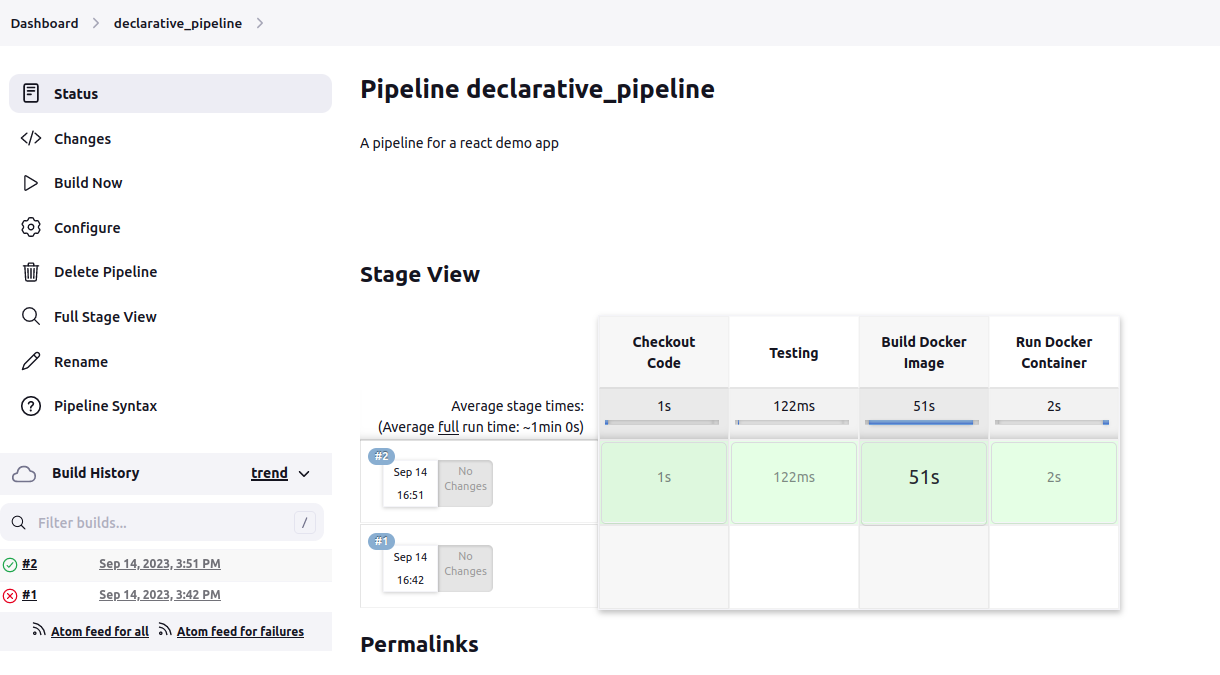 Dashboard > declarative_pipeline >
Status
Changes
Build Now
Configure
Delete Pipeline
Full Stage View
Rename
Pipeline Syntax
Build History
trend
Filter builds...
/
#2
Sep 14, 2023, 3:51 PM
#1
Sep 14, 2023, 3:42 PM
Atom feed for all
Atom feed for failures
Pipeline declarative_pipeline
A pipeline for a react demo app
Stage View
Checkout
Code
Testing
Build Docker
Image
Run Docker
Container
Average stage times:
(Average full run time: ~1min 0s)
1s
122ms
51s
2s
#2
Sep 14
16:51
No
Changes
1s
122ms
51s
2s
#1
Sep 14
16:42
No
Changes
Permalinks